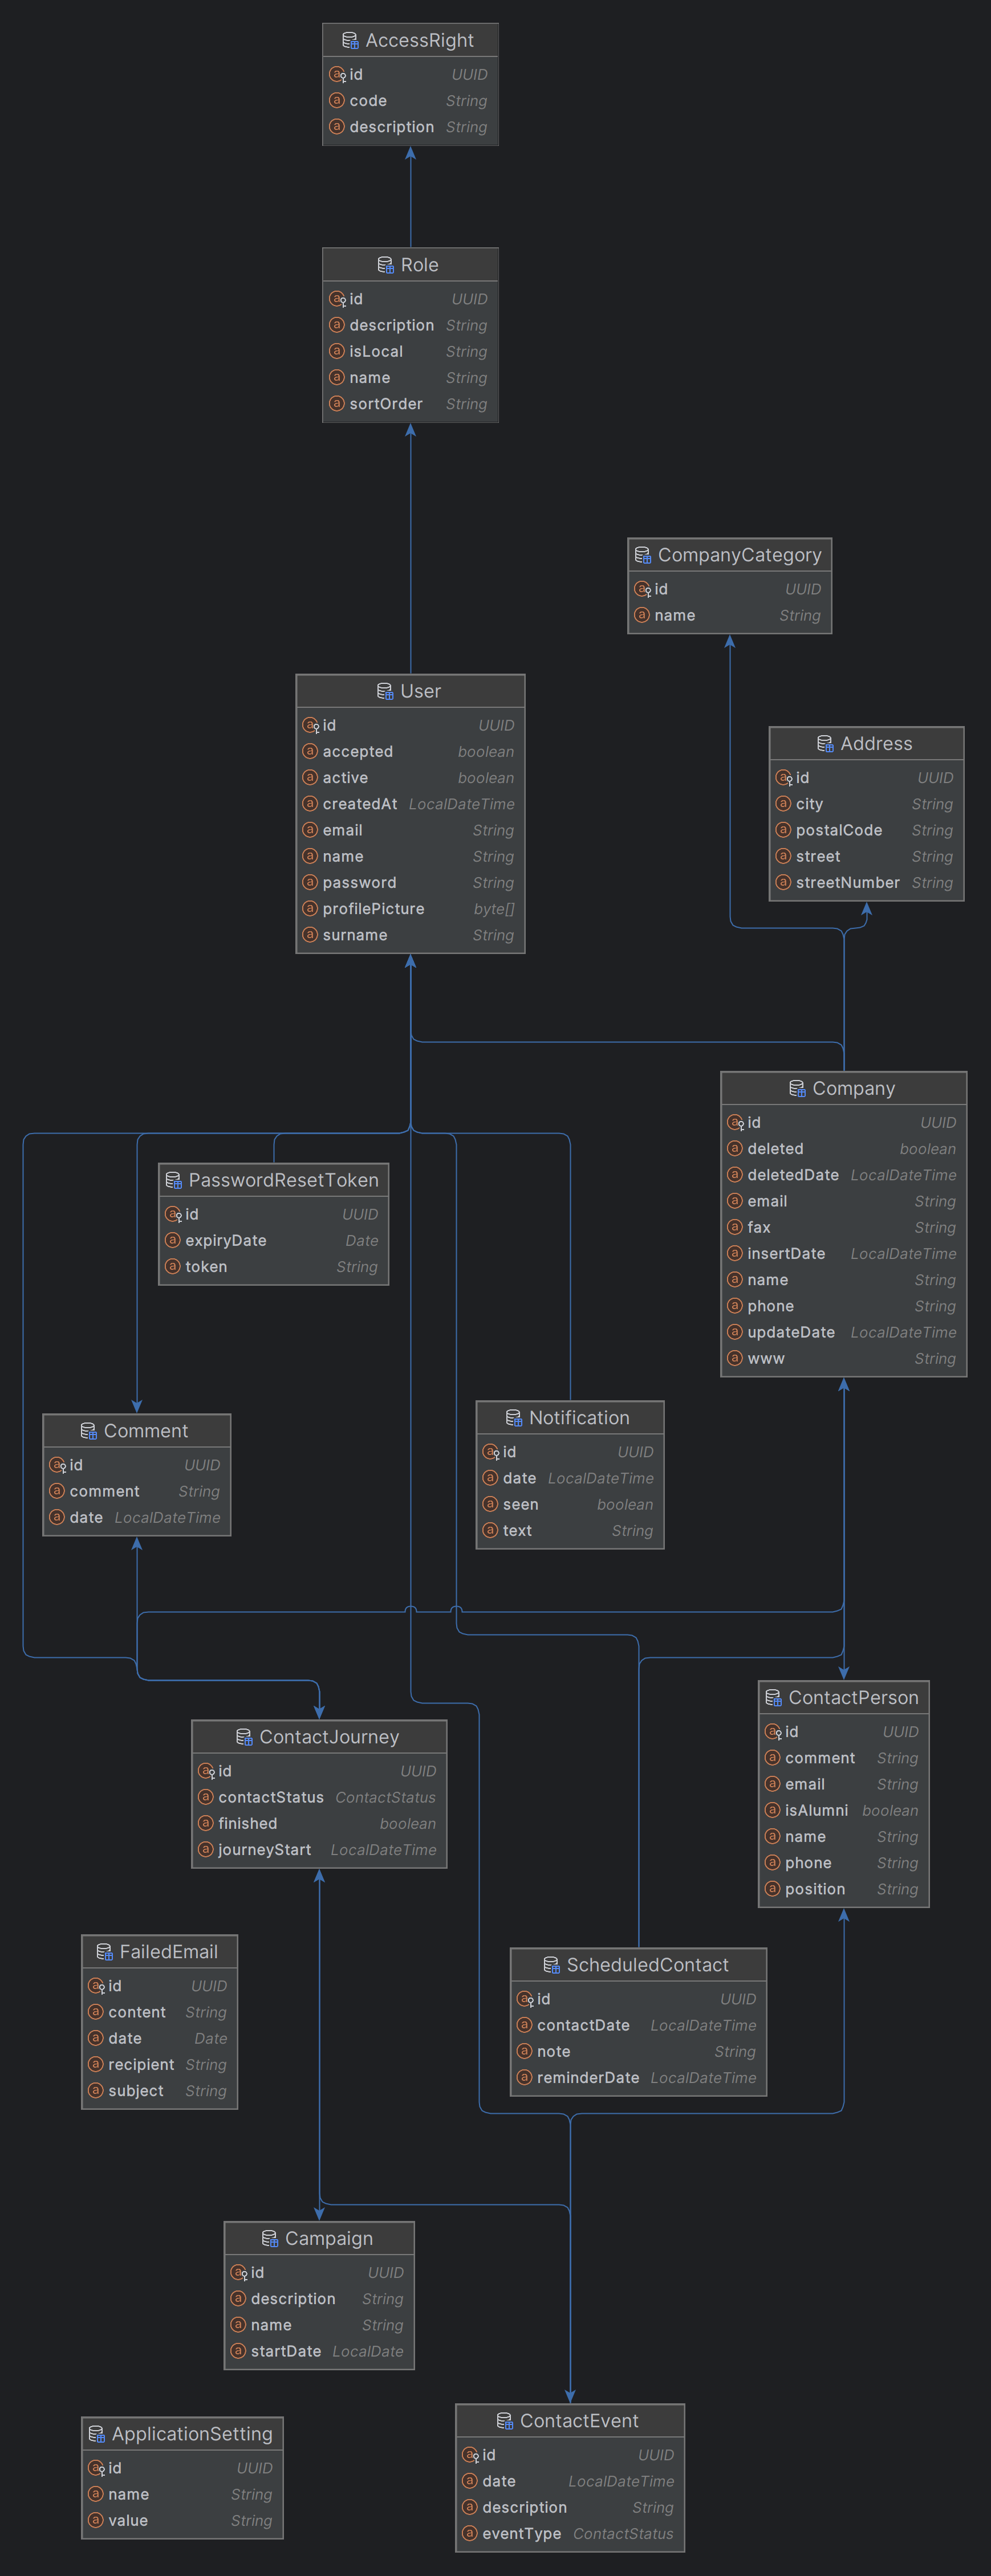 AccessRight
id UUID
code String
description String
Role
id UUID
description String
isLocal String
name String
sortOrder String
CompanyCategory
id UUID
name String
User
id UUID
accepted boolean
active boolean
createdAt LocalDateTime
email String
name String
password String
profilePicture byte[]
surname String
Address
id UUID
city String
postalCode String
street String
streetNumber String
Company
id UUID
deleted boolean
deletedDate LocalDateTime
email String
fax String
insertDate LocalDateTime
name String
phone String
updateDate LocalDateTime
www String
PasswordResetToken
id UUID
expiryDate Date
token String
Comment
id UUID
comment String
date LocalDateTime
Notification
id UUID
date LocalDateTime
seen boolean
text String
ContactPerson
id UUID
comment String
email String
isAlumni boolean
name String
phone String
position String
ContactJourney
id UUID
contactStatus ContactStatus
finished boolean
journeyStart LocalDateTime
FailedEmail
id UUID
content String
date Date
recipient String
subject String
ScheduledContact
id UUID
contactDate LocalDateTime
note String
reminderDate LocalDateTime
Campaign
id UUID
description String
name String
startDate LocalDate
ApplicationSetting
id UUID
name String
value String
ContactEvent
id UUID
date LocalDateTime
description String
eventType ContactStatus